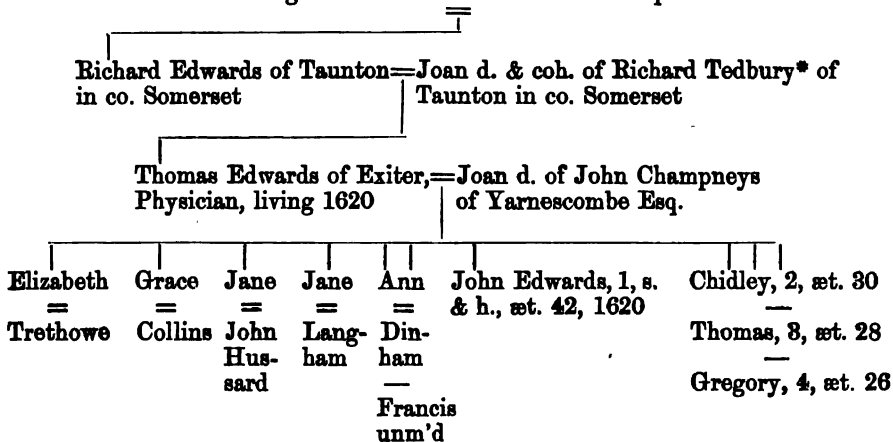 Richard Edwards of Taunton=Joan d. & coh. of Richard Tedbury* of
in co. Somerset Taunton in co. Somerset
Thomas Edwards of Exiter,=Joan d. of John Champneys
Physician, living 1620 of Yarnescombe Esq.
Elizabeth Grace Jane Jane Ann John Edwards, 1, s. Chidley, 2, æt. 30
= = = = = & h., æt. 42, 1620 —
Trethowe Collins John Lang- Din- Thomas, 3, æt. 28
Hus- ham ham —
sard — Gregory, 4, æt. 26
Francis
unm'd